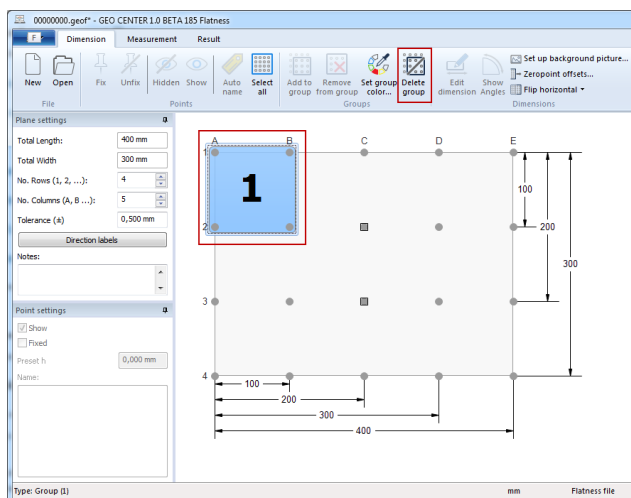 00000000.geof* - GEO CENTER 1.0 BETA 185 Flatness
F Dimension Measurement Result
New Open Fix Unfix Hidden Show Auto name Select all Add to group Remove from group Set group color... Delete group Edit dimension Show Angles
Set up background picture...
Zeropoint offsets...
Flip horizontal
File Points Groups Dimensions
Plane settings
Total Length: 400 mm
Total Width 300 mm
No. Rows (1, 2, ...): 4
No. Columns (A, B ...): 5
Tolerance (±) 0,500 mm
Direction labels
Notes:
Point settings
Show
Fixed
Preset h 0,000 mm
Name:
A B C D E
1
1
2
3
4
100
200
300
100
200
300
400
Type: Group (1) mm Flatness file